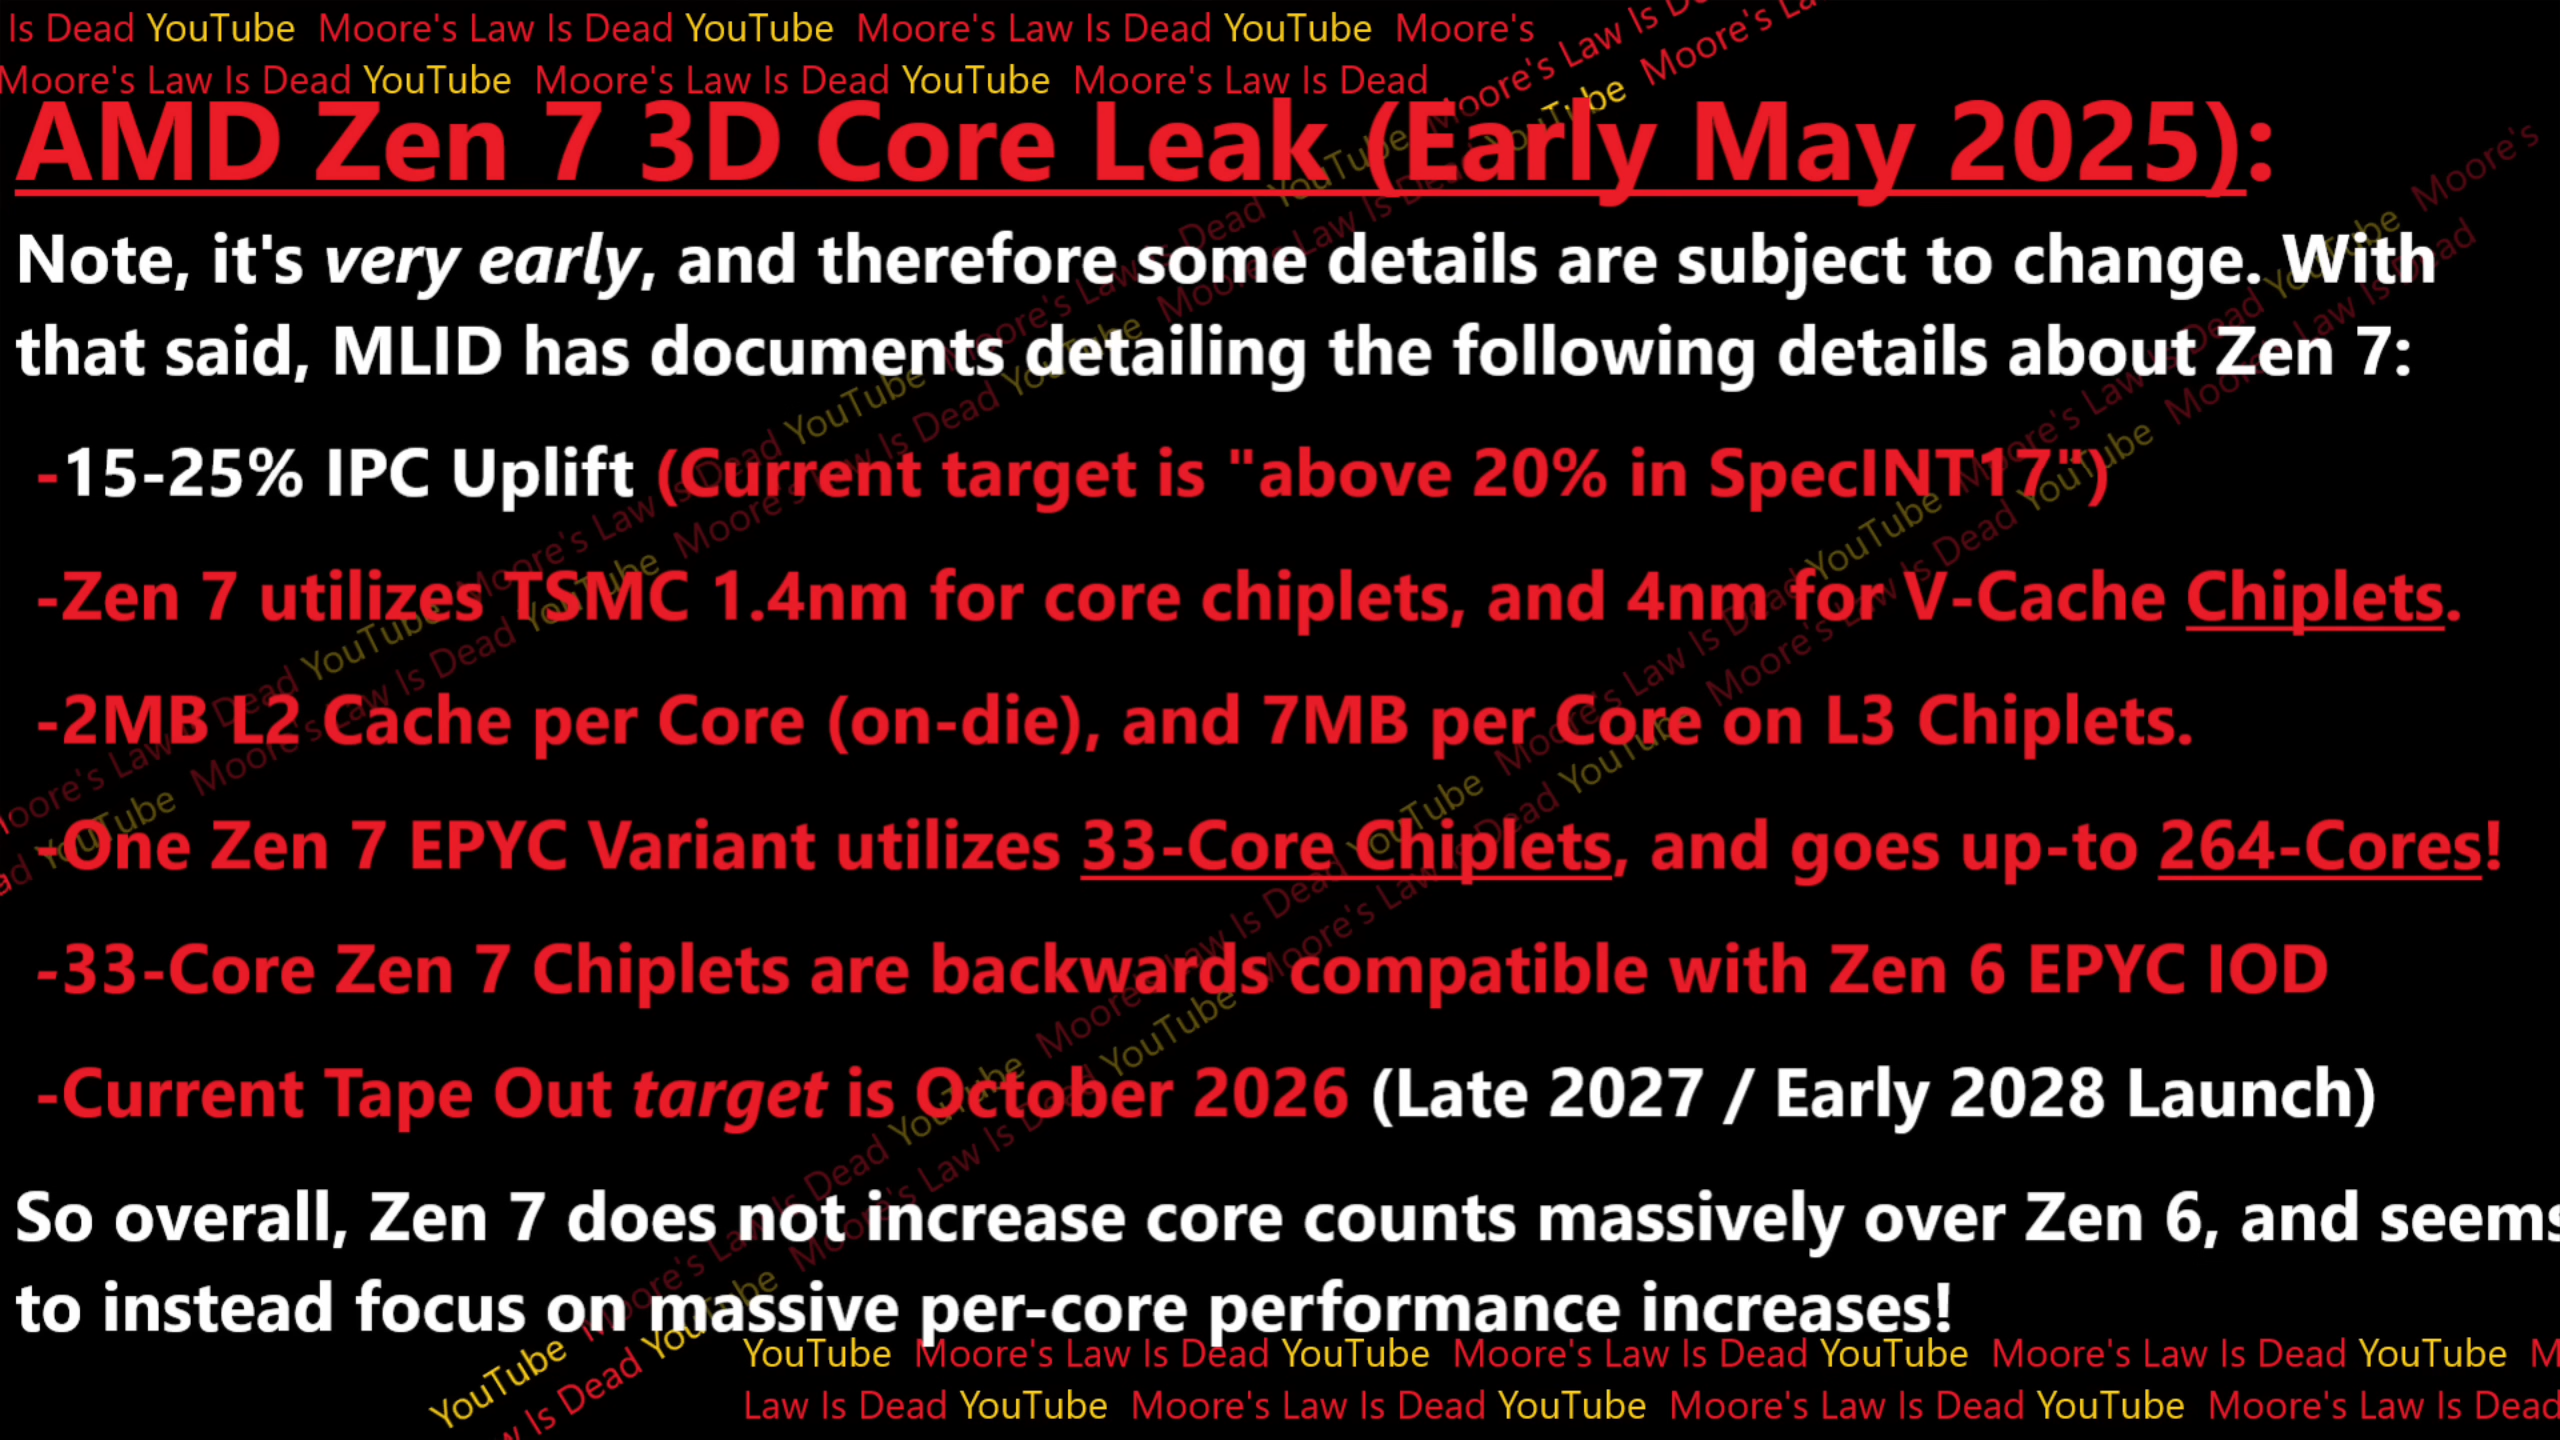 Is Dead YouTube Moore's Law Is Dead YouTube Moore's Law Is Dead YouTube Moore's
Moore's Law Is Dead YouTube Moore's Law Is Dead YouTube Moore's Law Is Dead
AMD Zen 7 3D Core Leak (Early May 2025):
Note, it's very early, and therefore some details are subject to change. With
that said, MLID has documents detailing the following details about Zen 7:
-15-25% IPC Uplift (Current target is "above 20% in SpecINT17")
-Zen 7 utilizes TSMC 1.4nm for core chiplets, and 4nm for V-Cache Chiplets.
-2MB L2 Cache per Core (on-die), and 7MB per Core on L3 Chiplets.
-One Zen 7 EPYC Variant utilizes 33-Core Chiplets, and goes up-to 264-Cores!
-33-Core Zen 7 Chiplets are backwards compatible with Zen 6 EPYC IOD
-Current Tape Out target is October 2026 (Late 2027 / Early 2028 Launch)
So overall, Zen 7 does not increase core counts massively over Zen 6, and seems
to instead focus on massive per-core performance increases!
YouTube Moore's Law Is Dead YouTube Moore's Law Is Dead YouTube Moore's Law Is Dead YouTube M
Law Is Dead YouTube Moore's Law Is Dead YouTube Moore's Law Is Dead YouTube Moore's Law Is Dead